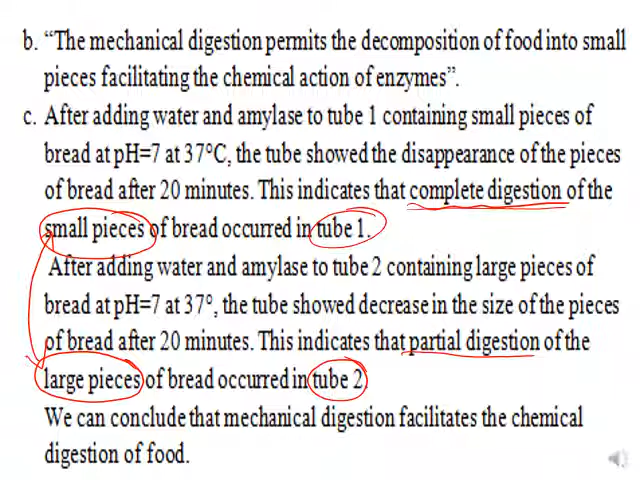 b. “The mechanical digestion permits the decomposition of food into small
pieces facilitating the chemical action of enzymes”.
c. After adding water and amylase to tube 1 containing small pieces of
bread at pH=7 at 37°C, the tube showed the disappearance of the pieces
of bread after 20 minutes. This indicates that complete digestion of the
small pieces of bread occurred in tube 1.
After adding water and amylase to tube 2 containing large pieces of
bread at pH=7 at 37°, the tube showed decrease in the size of the pieces
of bread after 20 minutes. This indicates that partial digestion of the
large pieces of bread occurred in tube 2
We can conclude that mechanical digestion facilitates the chemical
digestion of food.